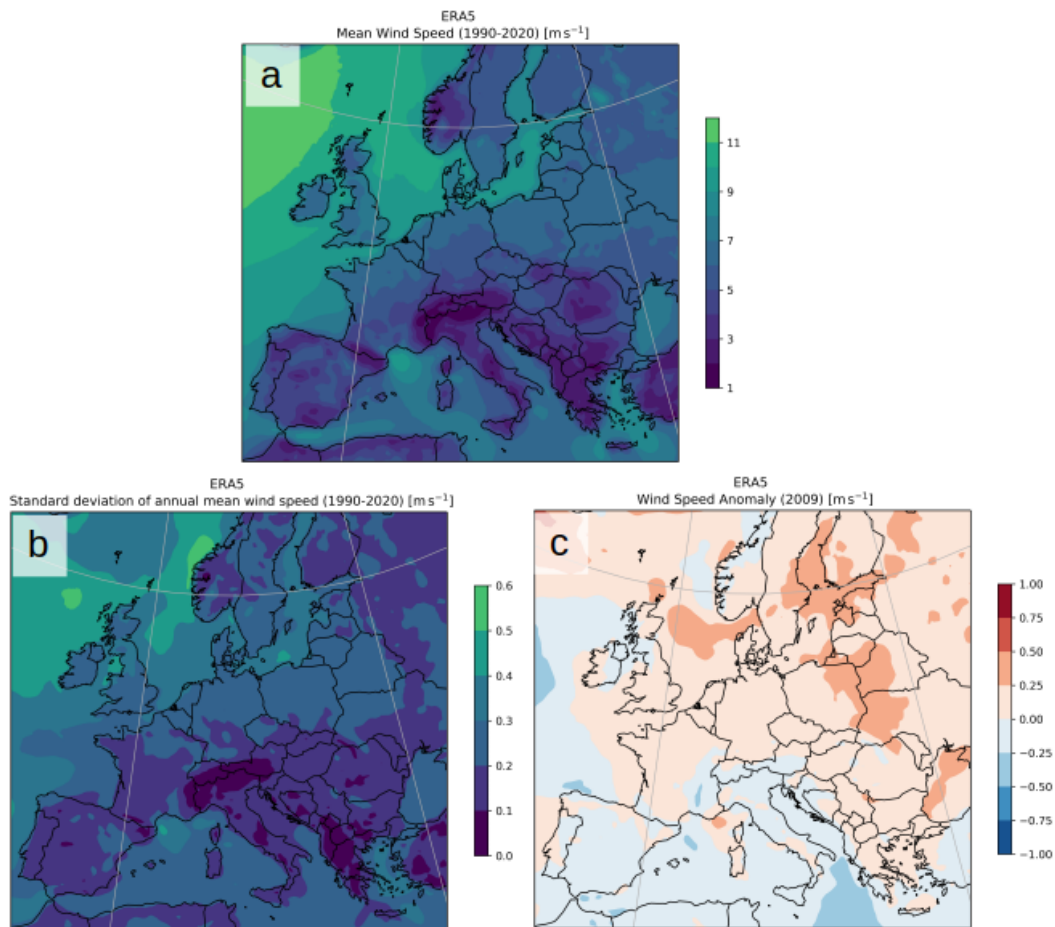 ERA5
Mean Wind Speed (1990-2020) [m s⁻¹]
a
11
9
7
5
3
1
ERA5
Standard deviation of annual mean wind speed (1990-2020) [m s⁻¹]
b
0.6
0.5
0.4
0.3
0.2
0.1
0.0
ERA5
Wind Speed Anomaly (2009) [m s⁻¹]
c
1.00
0.75
0.50
0.25
0.00
−0.25
−0.50
−0.75
−1.00